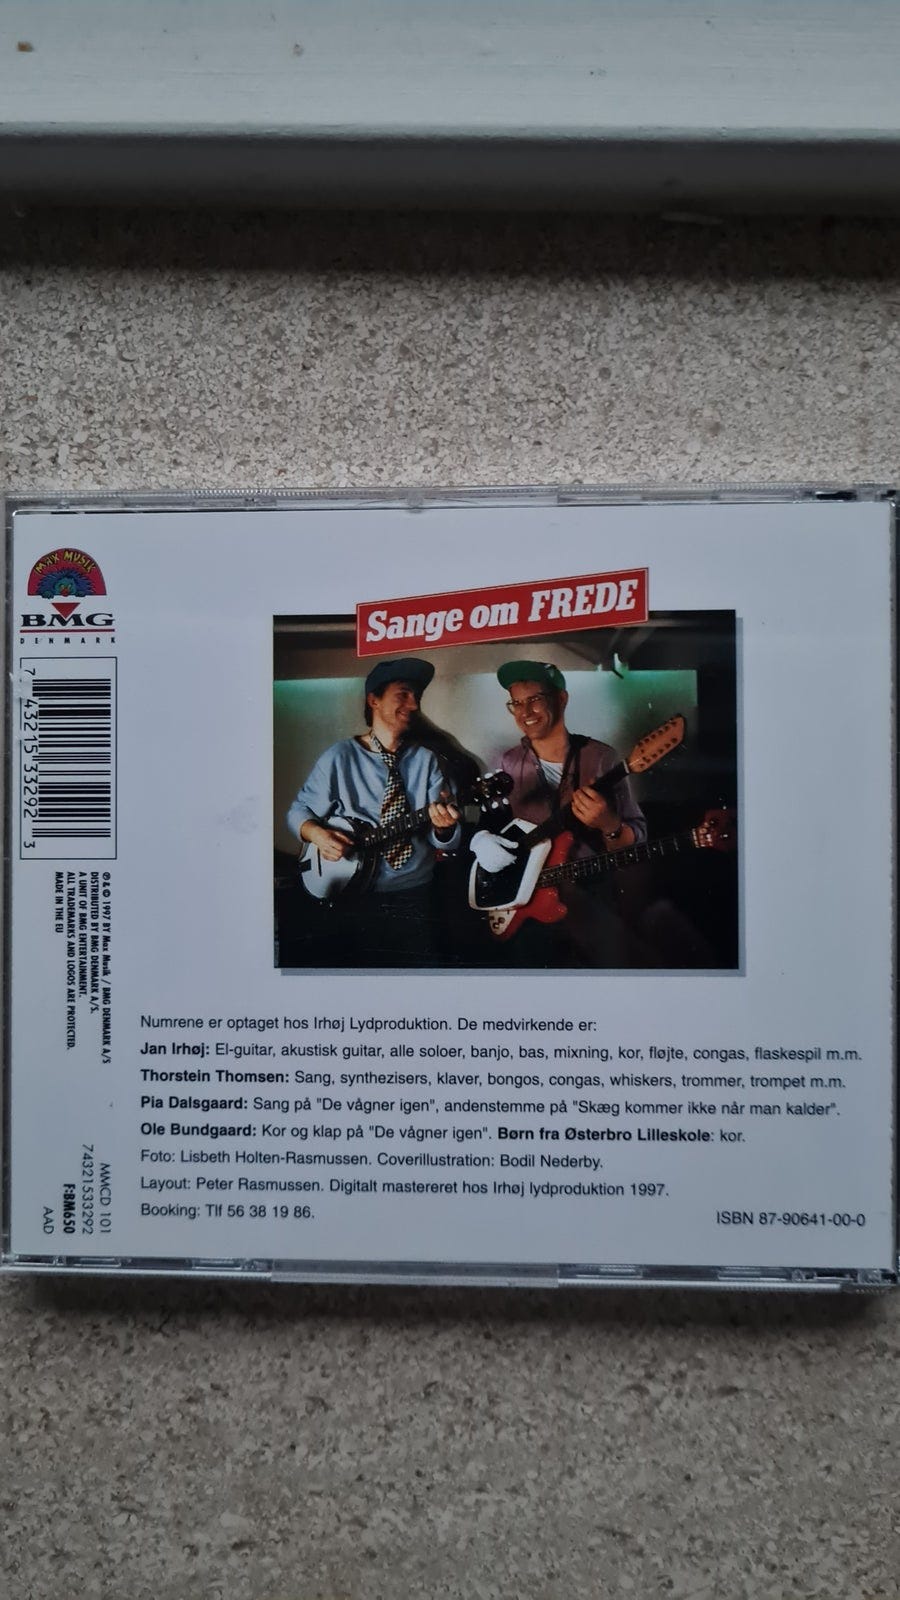 MAX MUSIK
BMG
DENMARK
7 43215 33292 3
℗ & © 1997 BY Max Musik / BMG DENMARK A/S
DISTRIBUTED BY BMG DENMARK A/S.
A UNIT OF BMG ENTERTAINMENT.
ALL TRADEMARKS AND LOGOS ARE PROTECTED.
MADE IN THE EU
MMCD 101
74321533292
F:BM650
AAD
Sange om FREDE
Numrene er optaget hos Irhøj Lydproduktion. De medvirkende er:
Jan Irhøj: El-guitar, akustisk guitar, alle soloer, banjo, bas, mixning, kor, fløjte, congas, flaskespil m.m.
Thorstein Thomsen: Sang, synthezisers, klaver, bongos, congas, whiskers, trommer, trompet m.m.
Pia Dalsgaard: Sang på "De vågner igen", andenstemme på "Skæg kommer ikke når man kalder".
Ole Bundgaard: Kor og klap på "De vågner igen". Børn fra Østerbro Lilleskole: kor.
Foto: Lisbeth Holten-Rasmussen. Coverillustration: Bodil Nederby.
Layout: Peter Rasmussen. Digitalt mastereret hos Irhøj lydproduktion 1997.
Booking: Tlf 56 38 19 86.
ISBN 87-90641-00-0